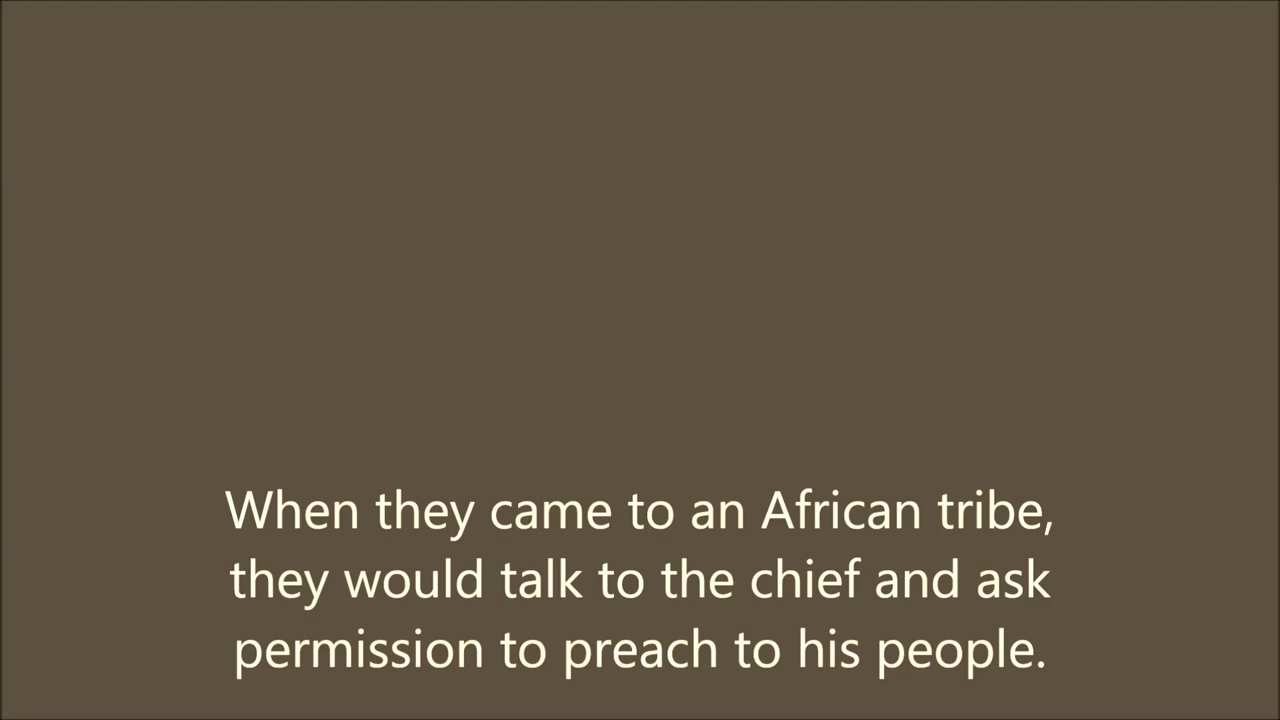 When they came to an African tribe,
they would talk to the chief and ask
permission to preach to his people.